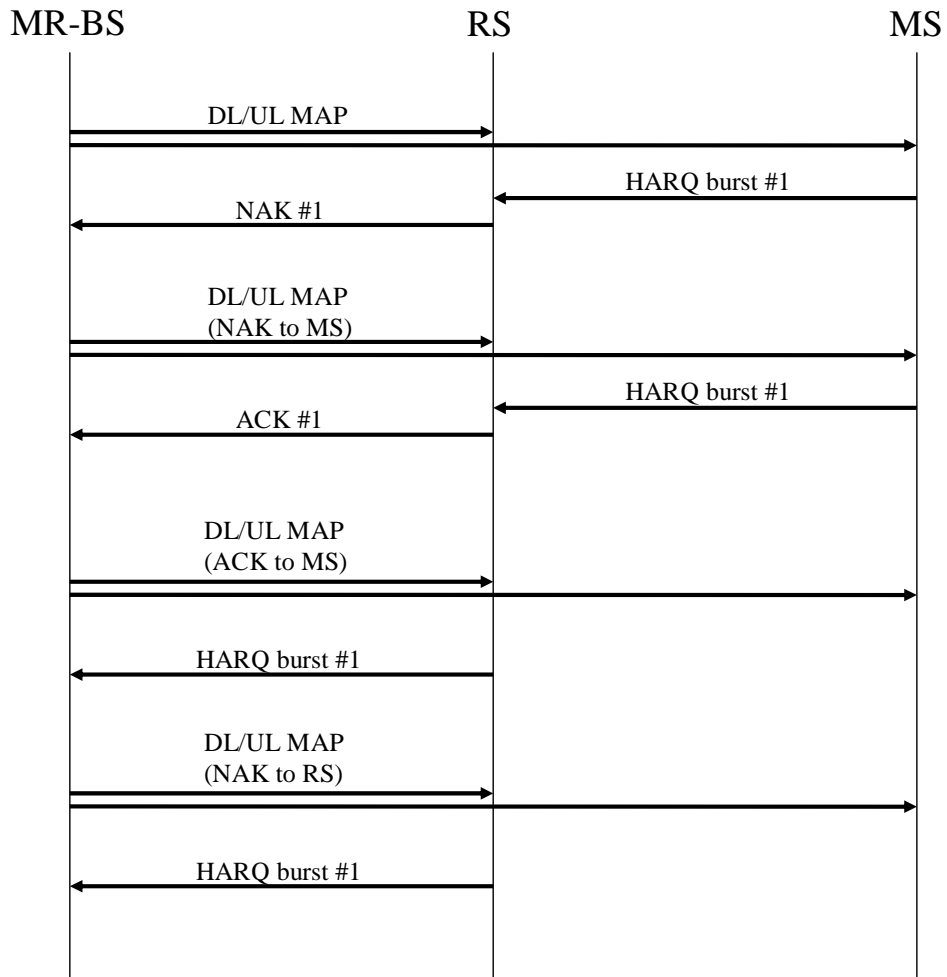 MR-BS
RS
MS
DL/UL MAP
HARQ burst #1
NAK #1
DL/UL MAP
(NAK to MS)
HARQ burst #1
ACK #1
DL/UL MAP
(ACK to MS)
HARQ burst #1
DL/UL MAP
(NAK to RS)
HARQ burst #1